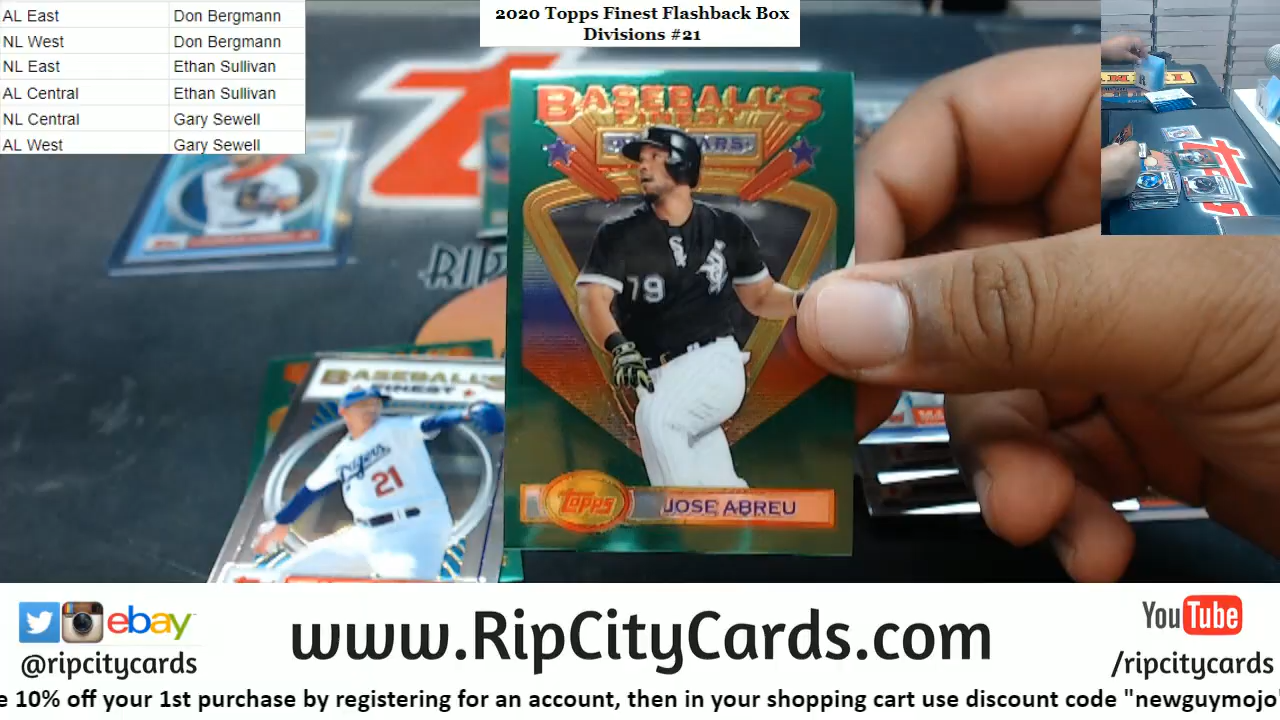 AL East Don Bergmann
NL West Don Bergmann
NL East Ethan Sullivan
AL Central Ethan Sullivan
NL Central Gary Sewell
AL West Gary Sewell
2020 Topps Finest Flashback Box
Divisions #21
BASEBALL'S
FINEST
79
TOPPS
JOSE ABREU
BASEBALL'S
FINEST
Dodgers
21
RIP
ebay
@ripcitycards
www.RipCityCards.com
YouTube
/ripcitycards
e 10% off your 1st purchase by registering for an account, then in your shopping cart use discount code "newguymojo"